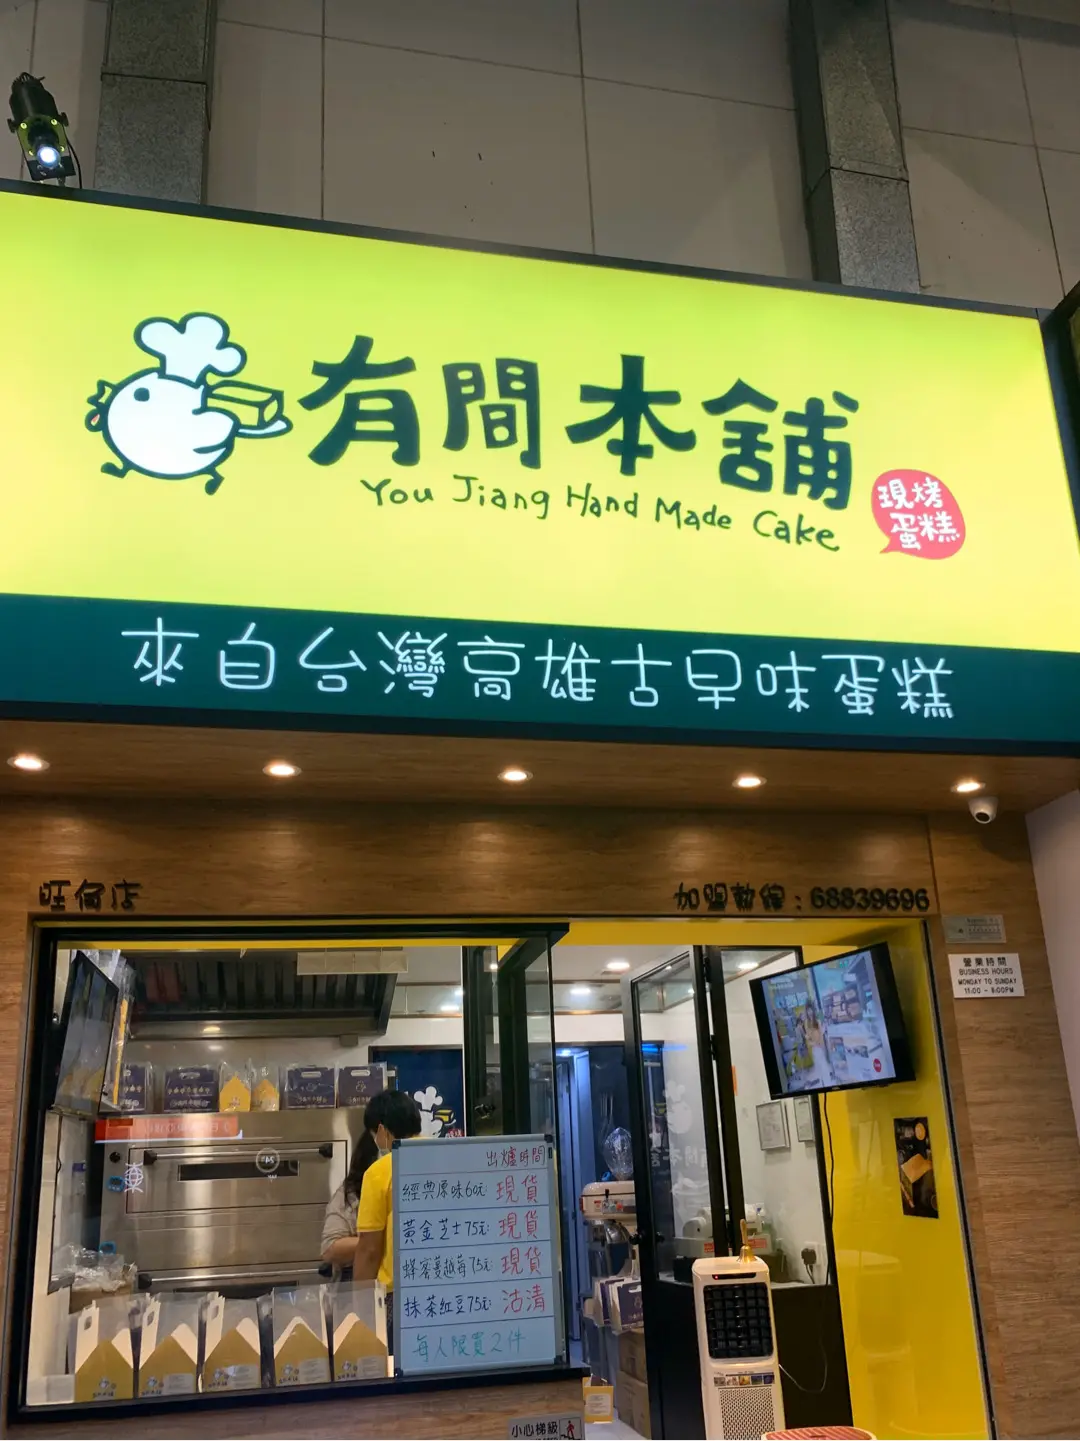 有間本舖
You Jiang Hand Made Cake
現烤
蛋糕
來自台灣高雄古早味蛋糕
旺角店
加盟熱線：68839696
營業時間
BUSINESS HOURS
MONDAY TO SUNDAY
11:00 - 8:00PM
出爐時間
經典原味60元: 現貨
黃金芝士75元: 現貨
蜂蜜蔓越莓75元: 現貨
抹茶紅豆75元: 沽清
每人限買2件
小心梯級